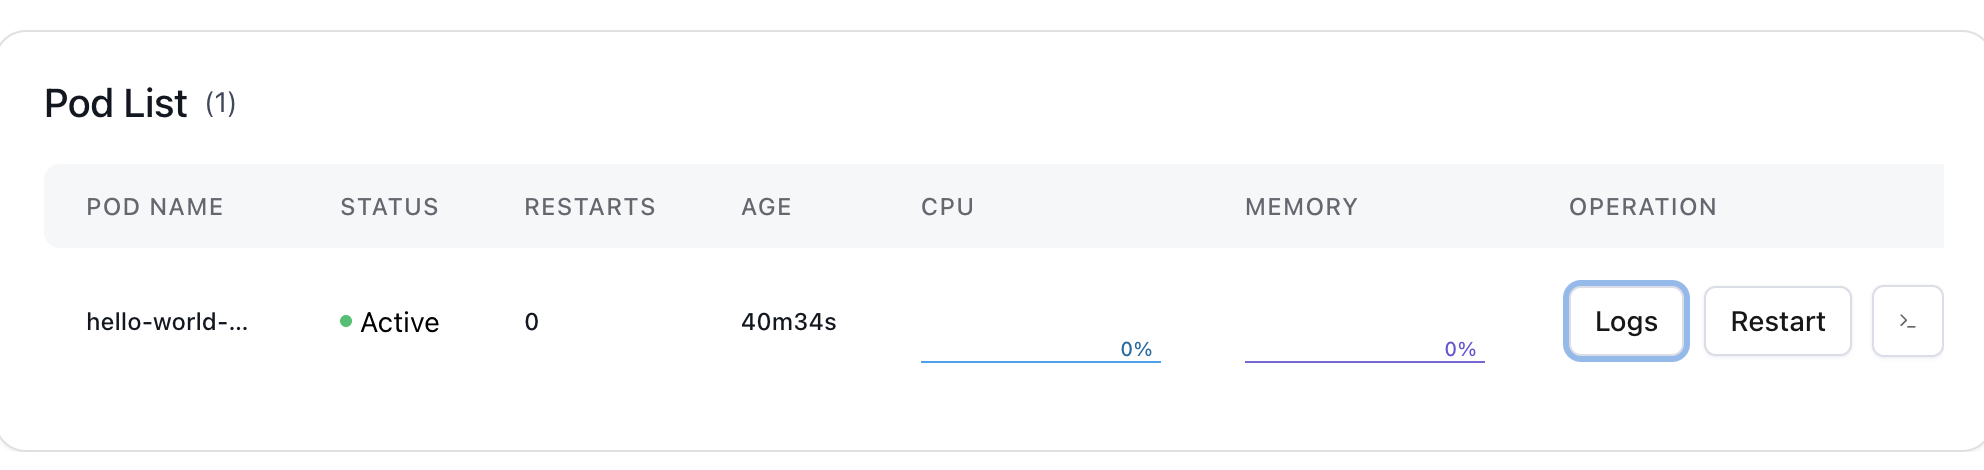 Pod List (1)
POD NAME STATUS RESTARTS AGE CPU MEMORY OPERATION
hello-world-... Active 0 40m34s 0% 0% Logs Restart >_